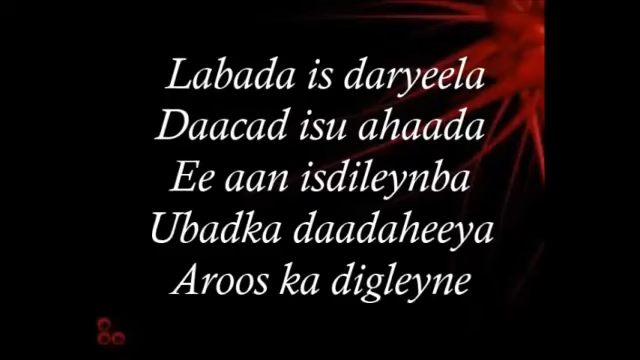 Labada is daryeela
Daacad isu ahaada
Ee aan isdileynba
Ubadka daadaheeya
Aroos ka digleyne